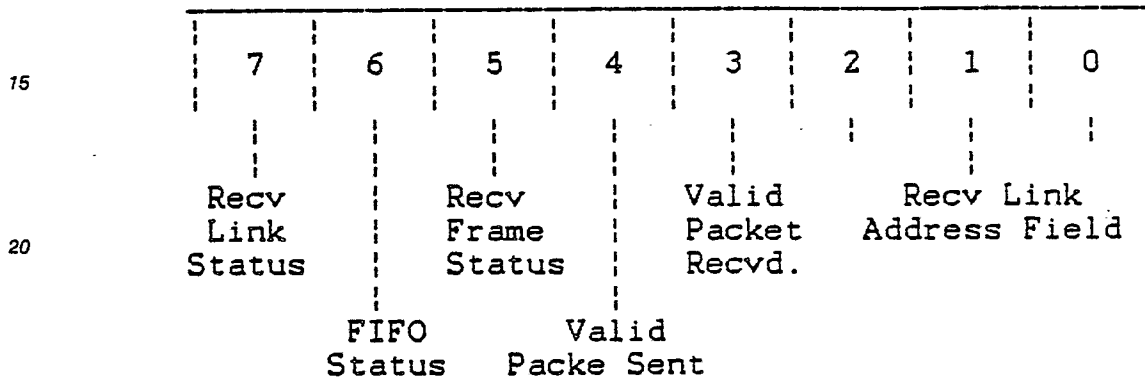 15 7 6 5 4 3 2 1 0
Recv Recv Valid Recv Link
Link Frame Packet Address Field
20
Status Status Recvd.
FIFO Valid
Status Packe Sent